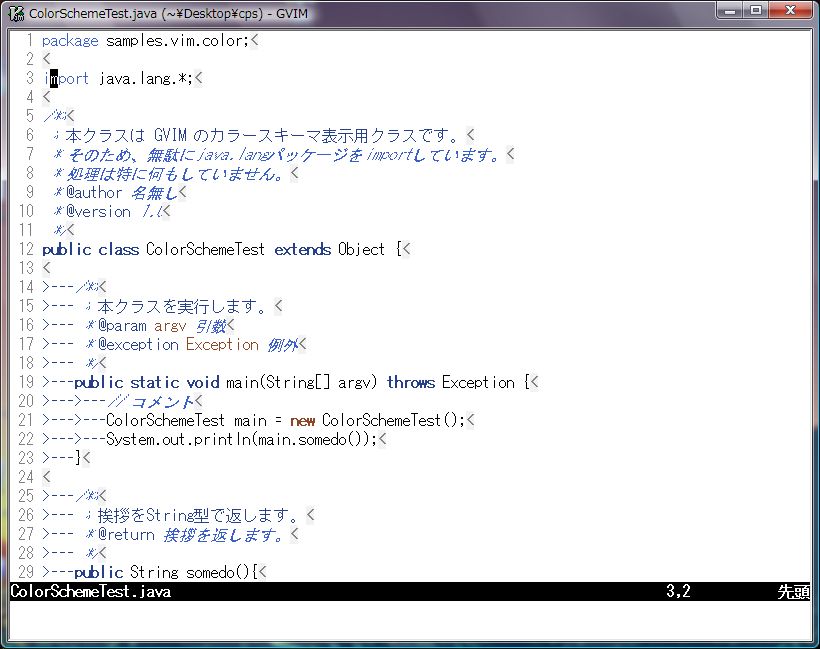 ColorSchemeTest.java (~¥Desktop¥cps) - GVIM
1 package samples.vim.color;<
2 <
3 import java.lang.*;<
4 <
5 /**<
6  * 本クラスは GVIM のカラースキーマ表示用クラスです。<
7  * そのため、無駄にjava.langパッケージをimportしています。<
8  * 処理は特に何もしていません。<
9  * @author 名無し<
10  * @version 1.0<
11  */<
12 public class ColorSchemeTest extends Object {<
13 <
14 >---/**<
15 >--- * 本クラスを実行します。<
16 >--- * @param argv 引数<
17 >--- * @exception Exception 例外<
18 >--- */<
19 >---public static void main(String[] argv) throws Exception {<
20 >--->---// コメント<
21 >--->---ColorSchemeTest main = new ColorSchemeTest();<
22 >--->---System.out.println(main.somedo());<
23 >---}<
24 <
25 >---/**<
26 >--- * 挨拶をString型で返します。<
27 >--- * @return 挨拶を返します。<
28 >--- */<
29 >---public String somedo(){<
ColorSchemeTest.java 3,2 先頭